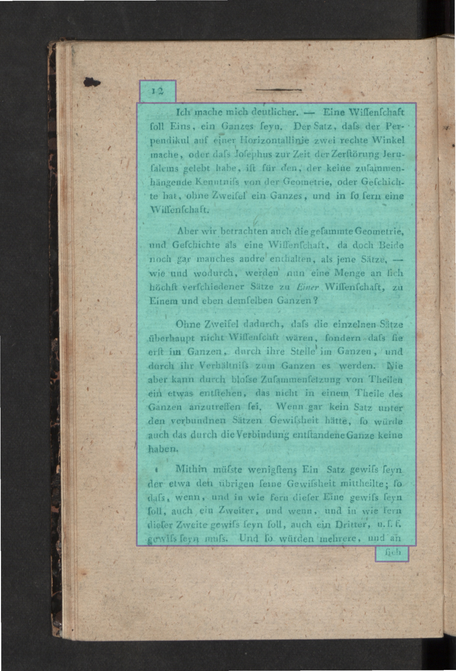 12
Ich mache mich deutlicher. — Eine Wiſſenſchaft
ſoll Eins, ein Ganzes ſeyn. Der Satz, daſs der Per-
pendikul auf einer Horizontallinie zwei rechte Winkel
mache, oder daſs Joſephus zur Zeit der Zerſtörung Jeru-
ſalems gelebt habe, iſt für den, der keine zuſammen-
hängende Kenntniſs von der Geometrie, oder Geſchich-
te hat, ohne Zweifel ein Ganzes, und in ſo fern eine
Wiſſenſchaft.
Aber wir betrachten auch die geſammte Geometrie,
und Geſchichte als eine Wiſſenſchaft, da doch Beide
noch gar manches andre enthalten, als jene Sätze, —
wie und wodurch, werden nun eine Menge an ſich
höchſt verſchiedener Sätze zu Einer Wiſſenſchaft, zu
Einem und eben demſelben Ganzen?
Ohne Zweifel dadurch, daſs die einzelnen Sätze
überhaupt nicht Wiſſenſchft wären, ſondern daſs ſie
erſt im Ganzen, durch ihre Stelle im Ganzen, und
durch ihr Verhältniſs zum Ganzen es werden. Nie
aber kann durch bloſse Zuſammenſetzung von Theilen
ein etwas entſtehen, das nicht in einem Theile des
Ganzen anzutreffen ſei. Wenn gar kein Satz unter
den verbundnen Sätzen Gewiſsheit hätte, ſo würde
auch das durch die Verbindung entſtandene Ganze keine
haben.
Mithin müſste wenigſtens Ein Satz gewiſs ſeyn
der etwa den übrigen ſeine Gewiſsheit mittheilte; ſo
daſs, wenn, und in wie fern dieſer Eine gewiſs ſeyn
ſoll, auch ein Zweiter, und wenn, und in wie fern
dieſer Zweite gewiſs ſeyn ſoll, auch ein Dritter, u. ſ. f.
gewiſs ſeyn muſs. Und ſo würden mehrere, und an
ſich